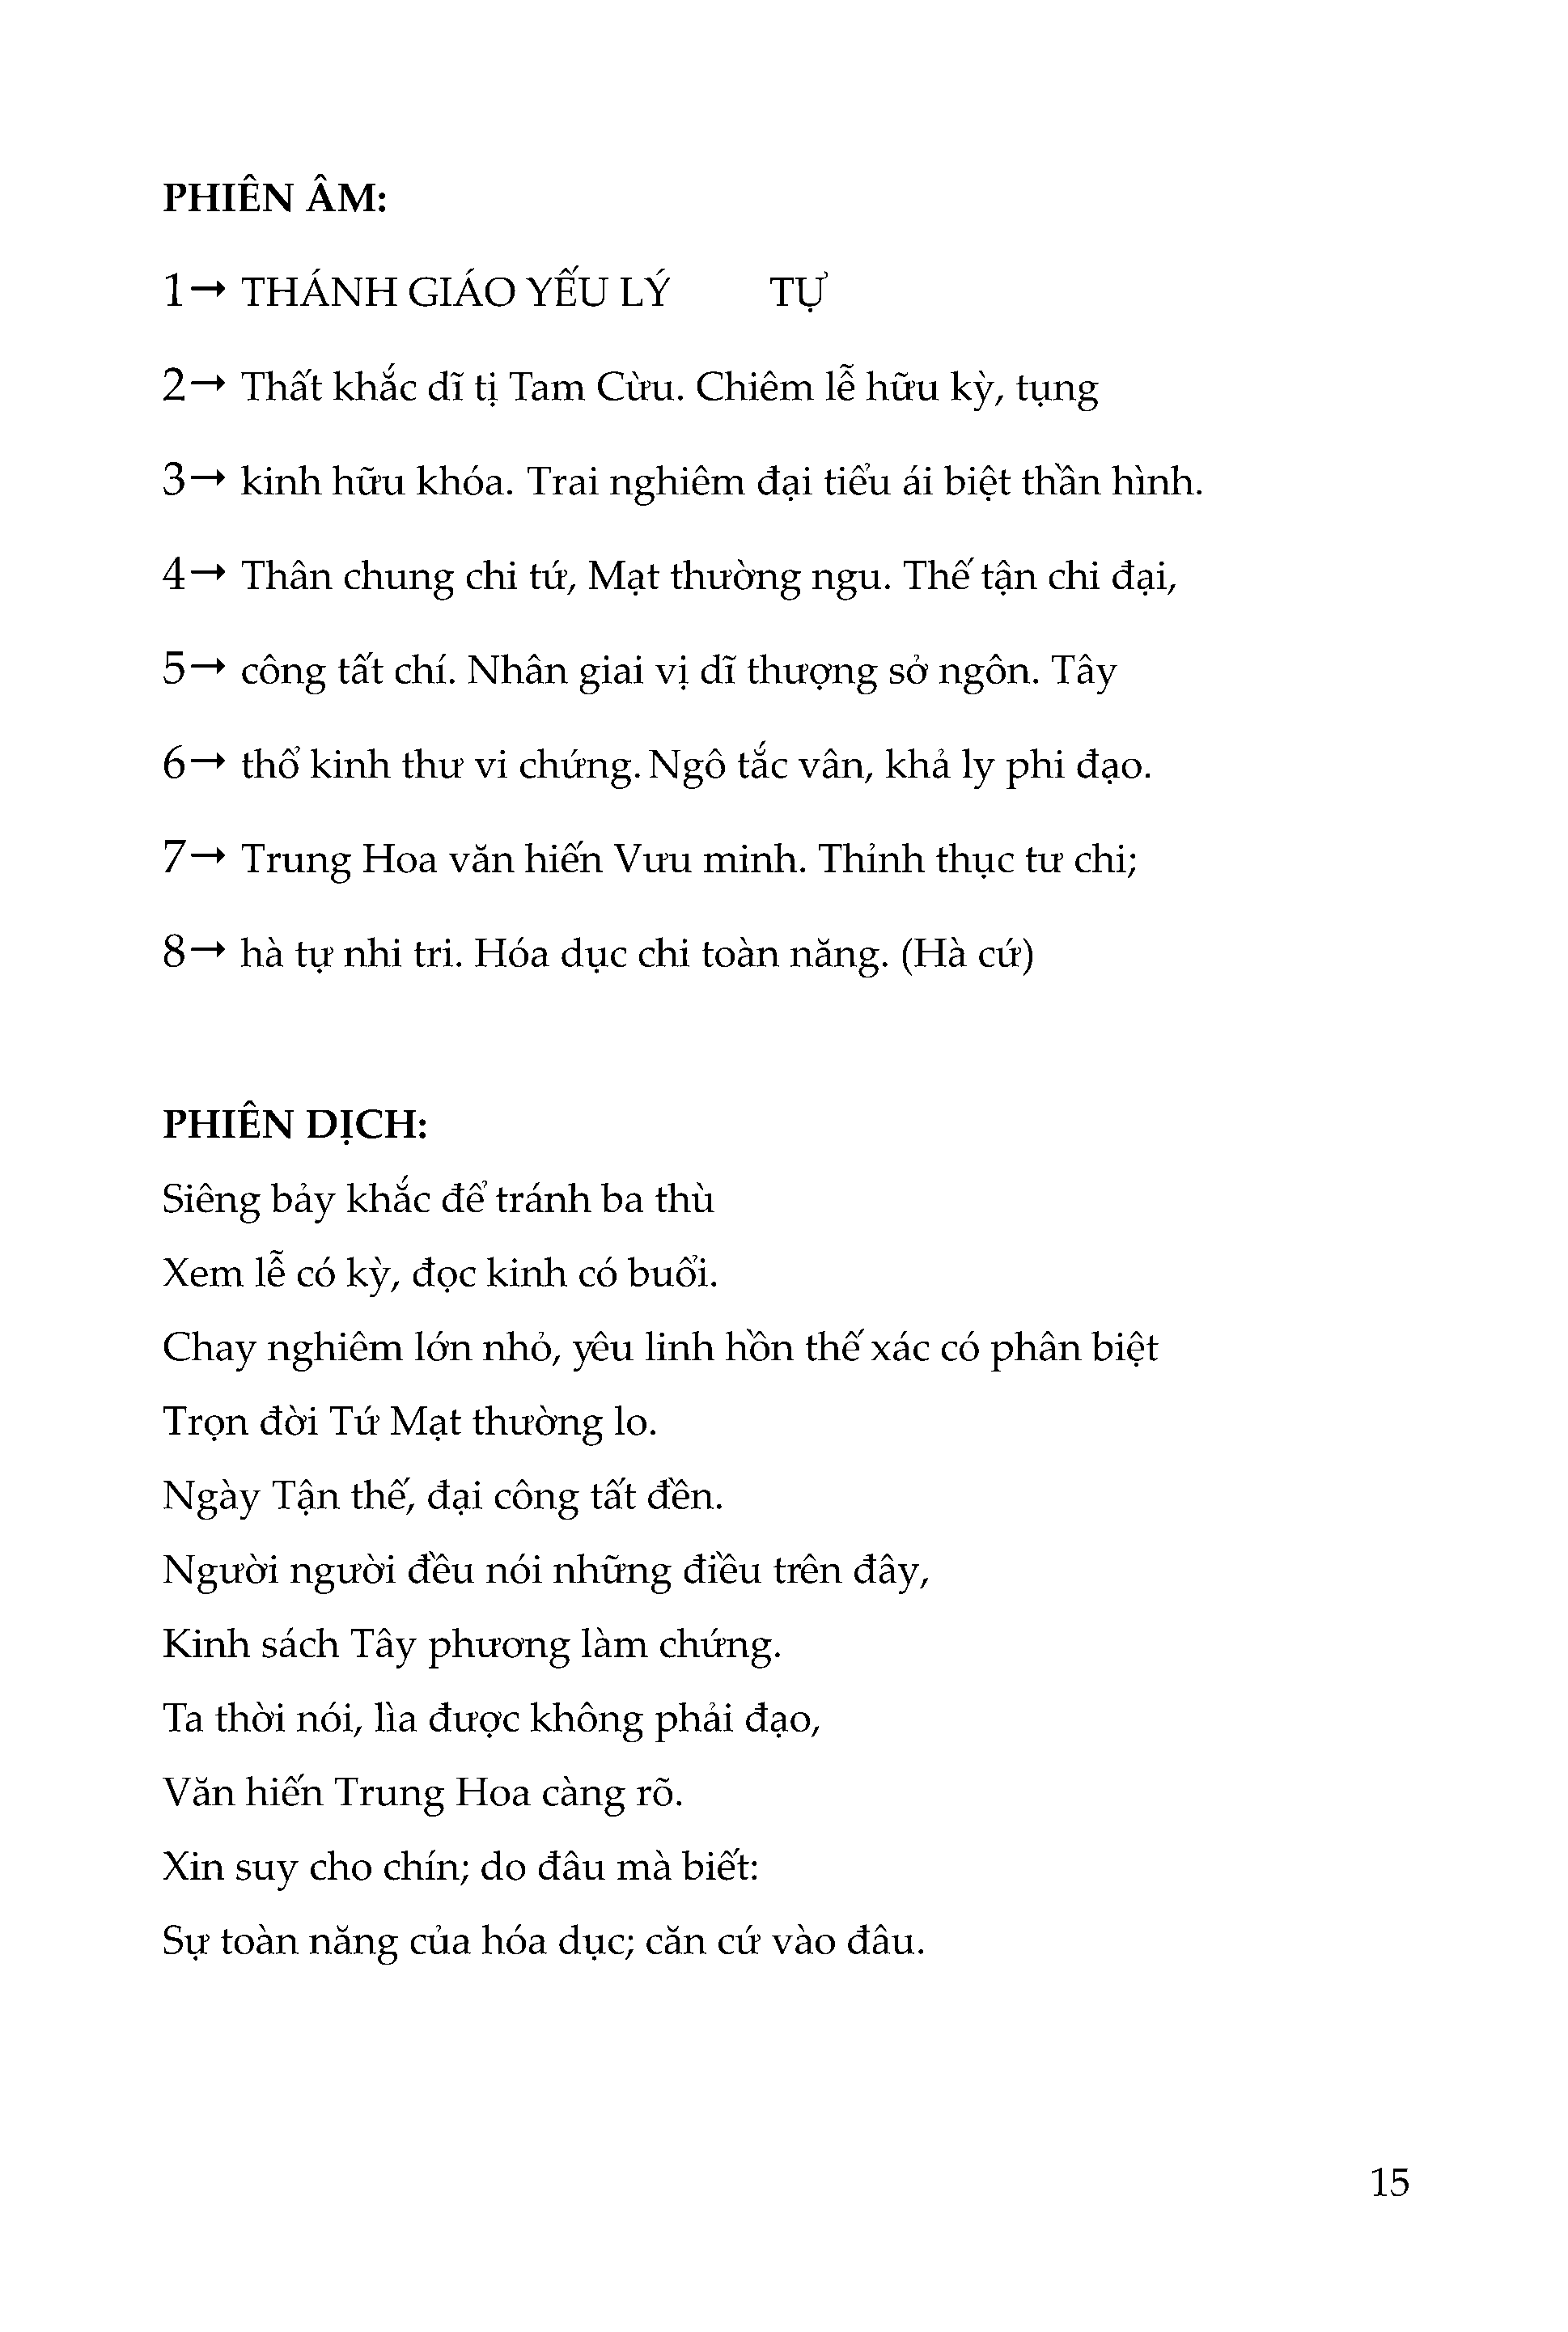 PHIÊN ÂM:
1→ THÁNH GIÁO YẾU LÝ TỰ
2→ Thất khắc dĩ tị Tam Cừu. Chiêm lễ hữu kỳ, tụng
3→ kinh hữu khóa. Trai nghiêm đại tiểu ái biệt thần hình.
4→ Thân chung chi tứ, Mạt thường ngu. Thế tận chi đại,
5→ công tất chí. Nhân giai vị dĩ thượng sở ngôn. Tây
6→ thổ kinh thư vi chứng. Ngô tắc vân, khả ly phi đạo.
7→ Trung Hoa văn hiến Vưu minh. Thỉnh thục tư chi;
8→ hà tự nhi tri. Hóa dục chi toàn năng. (Hà cứ)
PHIÊN DỊCH:
Siêng bảy khắc để tránh ba thù
Xem lễ có kỳ, đọc kinh có buổi.
Chay nghiêm lớn nhỏ, yêu linh hồn thế xác có phân biệt
Trọn đời Tứ Mạt thường lo.
Ngày Tận thế, đại công tất đền.
Người người đều nói những điều trên đây,
Kinh sách Tây phương làm chứng.
Ta thời nói, lìa được không phải đạo,
Văn hiến Trung Hoa càng rõ.
Xin suy cho chín; do đâu mà biết:
Sự toàn năng của hóa dục; căn cứ vào đâu.
15